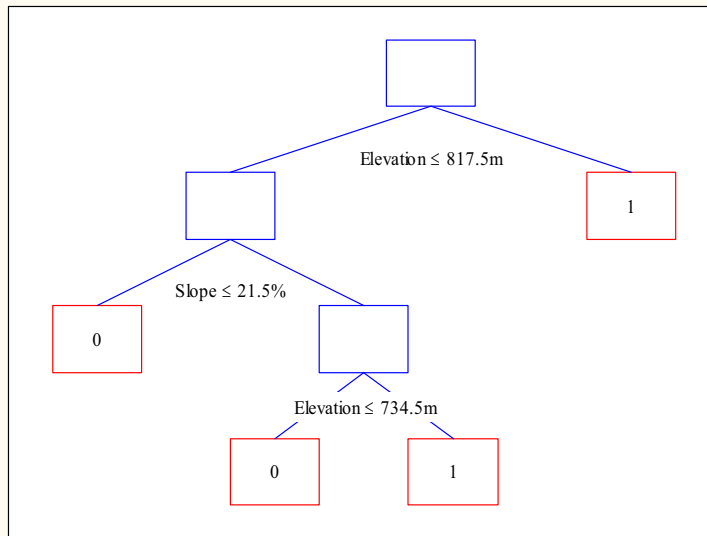 Elevation ≤ 817.5m
1
Slope ≤ 21.5%
0
Elevation ≤ 734.5m
0
1